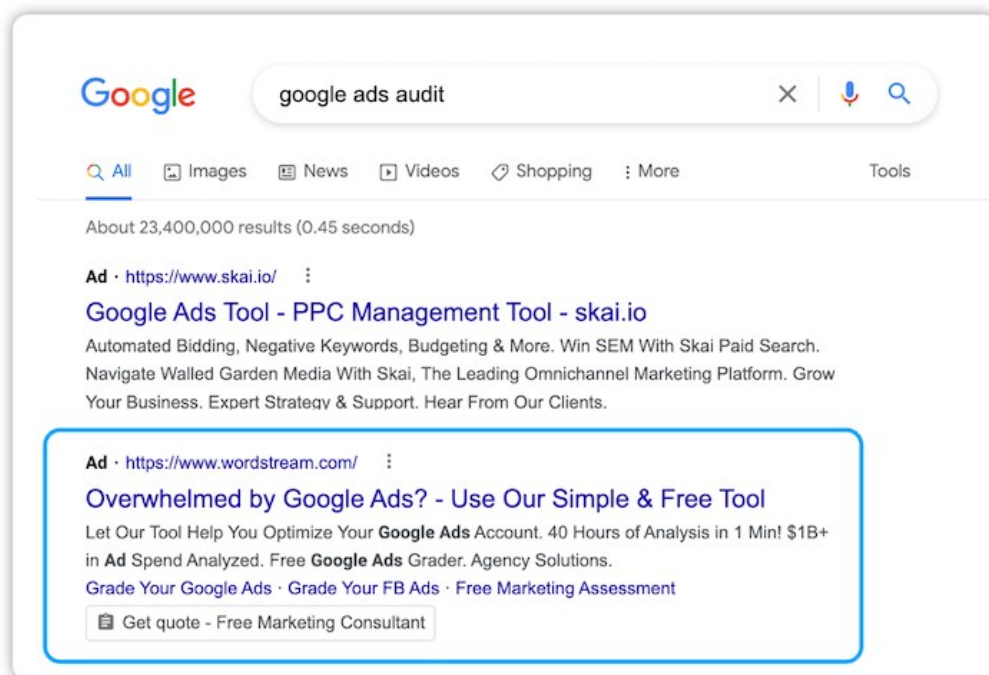 Google
google ads audit
All Images News Videos Shopping More Tools
About 23,400,000 results (0.45 seconds)
Ad · https://www.skai.io/
Google Ads Tool - PPC Management Tool - skai.io
Automated Bidding, Negative Keywords, Budgeting & More. Win SEM With Skai Paid Search.
Navigate Walled Garden Media With Skai, The Leading Omnichannel Marketing Platform. Grow
Your Business. Expert Strategy & Support. Hear From Our Clients.
Ad · https://www.wordstream.com/
Overwhelmed by Google Ads? - Use Our Simple & Free Tool
Let Our Tool Help You Optimize Your Google Ads Account. 40 Hours of Analysis in 1 Min! $1B+
in Ad Spend Analyzed. Free Google Ads Grader. Agency Solutions.
Grade Your Google Ads · Grade Your FB Ads · Free Marketing Assessment
Get quote - Free Marketing Consultant